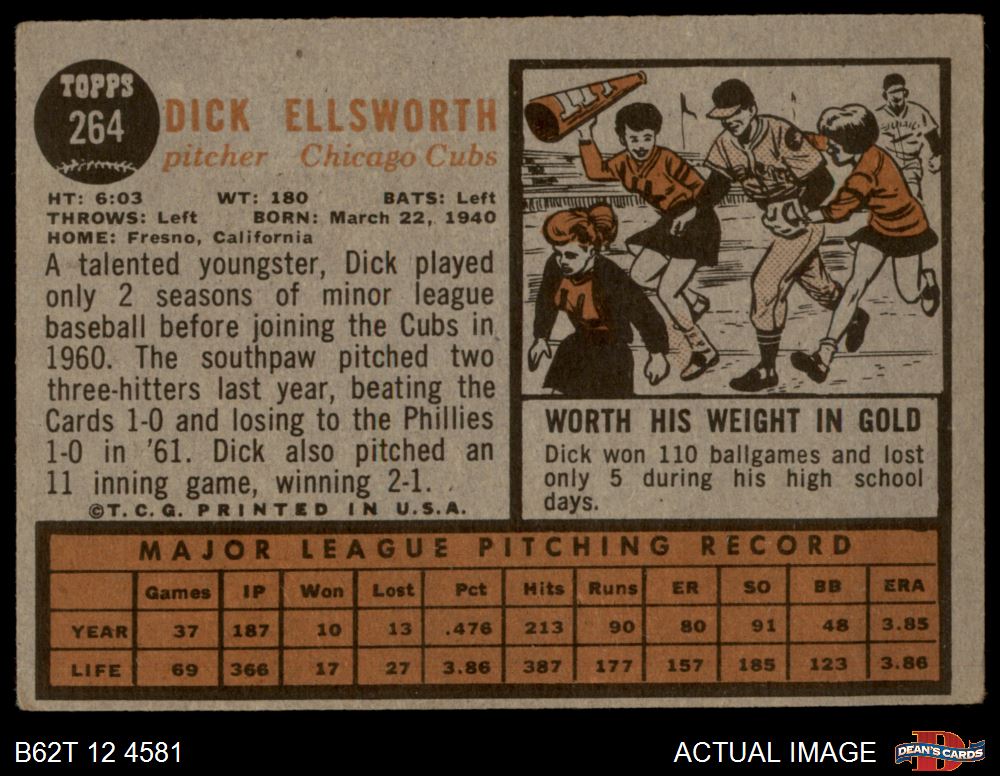 TOPPS
264
DICK ELLSWORTH
pitcher Chicago Cubs
HT: 6:03 WT: 180 BATS: Left
THROWS: Left BORN: March 22, 1940
HOME: Fresno, California
A talented youngster, Dick played
only 2 seasons of minor league
baseball before joining the Cubs in
1960. The southpaw pitched two
three-hitters last year, beating the
Cards 1-0 and losing to the Phillies
1-0 in '61. Dick also pitched an
11 inning game, winning 2-1.
©T.C.G. PRINTED IN U.S.A.
WORTH HIS WEIGHT IN GOLD
Dick won 110 ballgames and lost
only 5 during his high school
days.
MAJOR LEAGUE PITCHING RECORD
Games IP Won Lost Pct Hits Runs ER SO BB ERA
YEAR 37 187 10 13 .476 213 90 80 91 48 3.85
LIFE 69 366 17 27 3.86 387 177 157 185 123 3.86
B62T 12 4581
ACTUAL IMAGE
DEAN'S CARDS